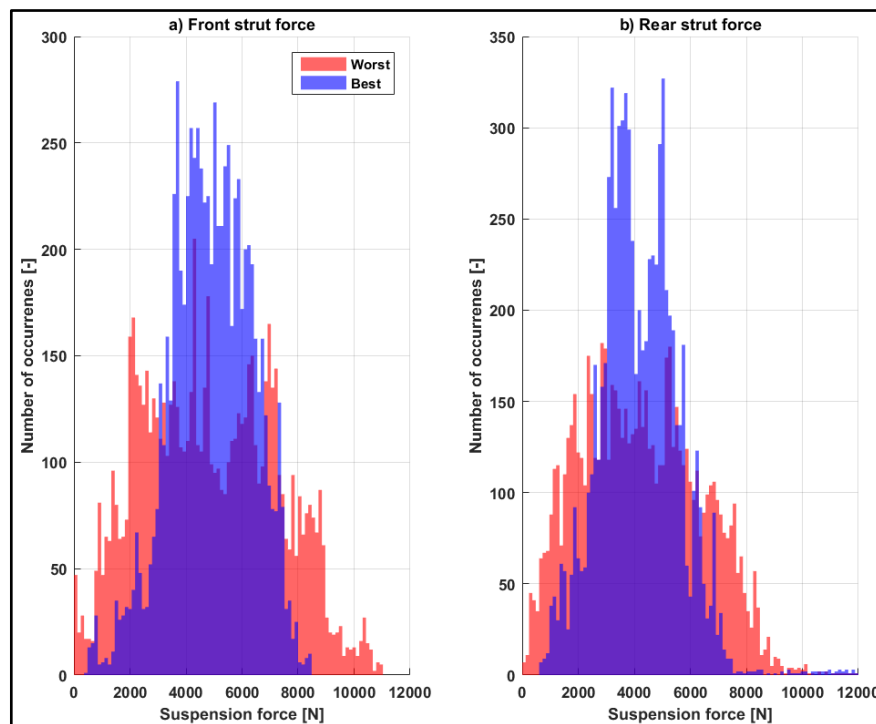 a) Front strut force
300
250
200
150
100
50
0
Number of occurrenes [-]
Worst
Best
0 2000 4000 6000 8000 10000 12000
Suspension force [N]
b) Rear strut force
350
300
250
200
150
100
50
0
Number of occurrenes [-]
0 2000 4000 6000 8000 10000 12000
Suspension force [N]